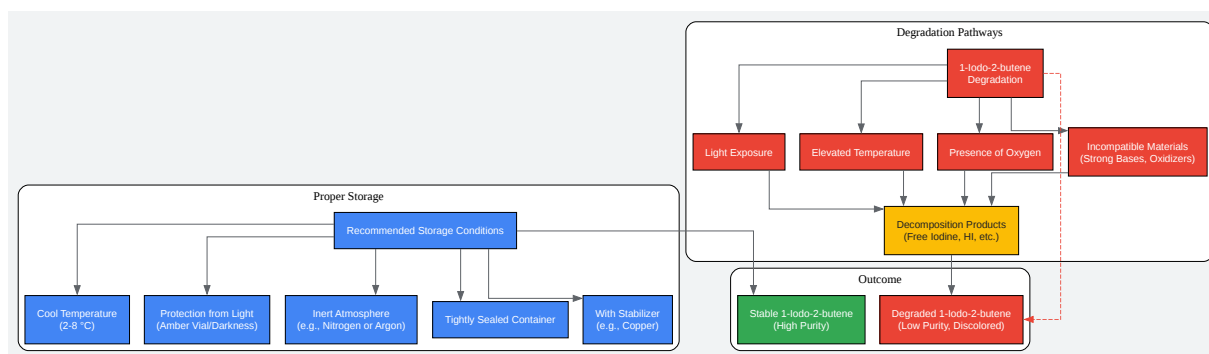 Degradation Pathways
1-Iodo-2-butene
Degradation
Light Exposure
Elevated Temperature
Presence of Oxygen
Incompatible Materials
(Strong Bases, Oxidizers)
Decomposition Products
(Free Iodine, HI, etc.)
Proper Storage
Recommended Storage Conditions
Cool Temperature
(2-8 °C)
Protection from Light
(Amber Vial/Darkness)
Inert Atmosphere
(e.g., Nitrogen or Argon)
Tightly Sealed Container
With Stabilizer
(e.g., Copper)
Outcome
Stable 1-Iodo-2-butene
(High Purity)
Degraded 1-Iodo-2-butene
(Low Purity, Discolored)